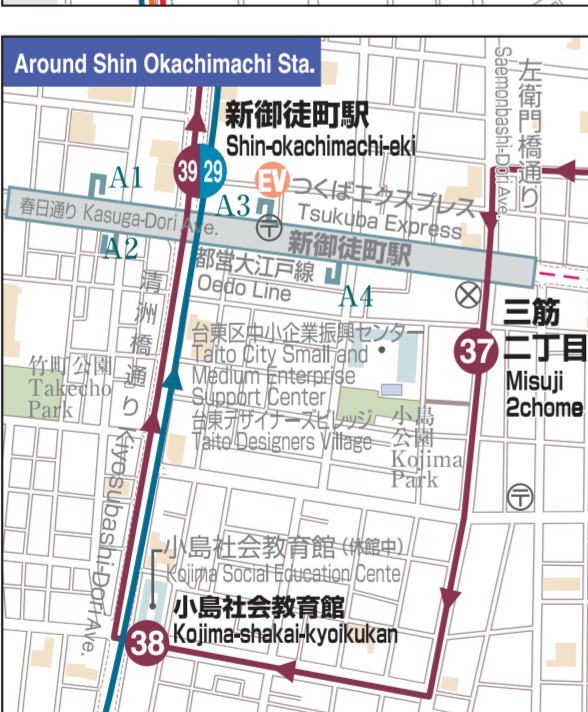 Around Shin Okachimachi Sta.
左衛門橋通り
Saemonbashi-Dori Ave.
新御徒町駅
Shin-okachimachi-eki
39
29
EV
つくばエクスプレス
Tsukuba Express
A1
A3
〒
春日通り Kasuga-Dori Ave.
新御徒町駅
A2
都営大江戸線
Oedo Line
A4
清洲橋通り Kiyosubashi-Dori Ave.
三筋
二丁目
Misuji
2chome
37
台東区中小企業振興センター
Taito City Small and
Medium Enterprise
Support Center
台東デザイナーズビレッジ
Taito Designers Village
竹町公園
Takecho
Park
小島
公園
Kojima
Park
〒
小島社会教育館(休館中)
Kojima Social Education Cente
小島社会教育館
Kojima-shakai-kyoikukan
38